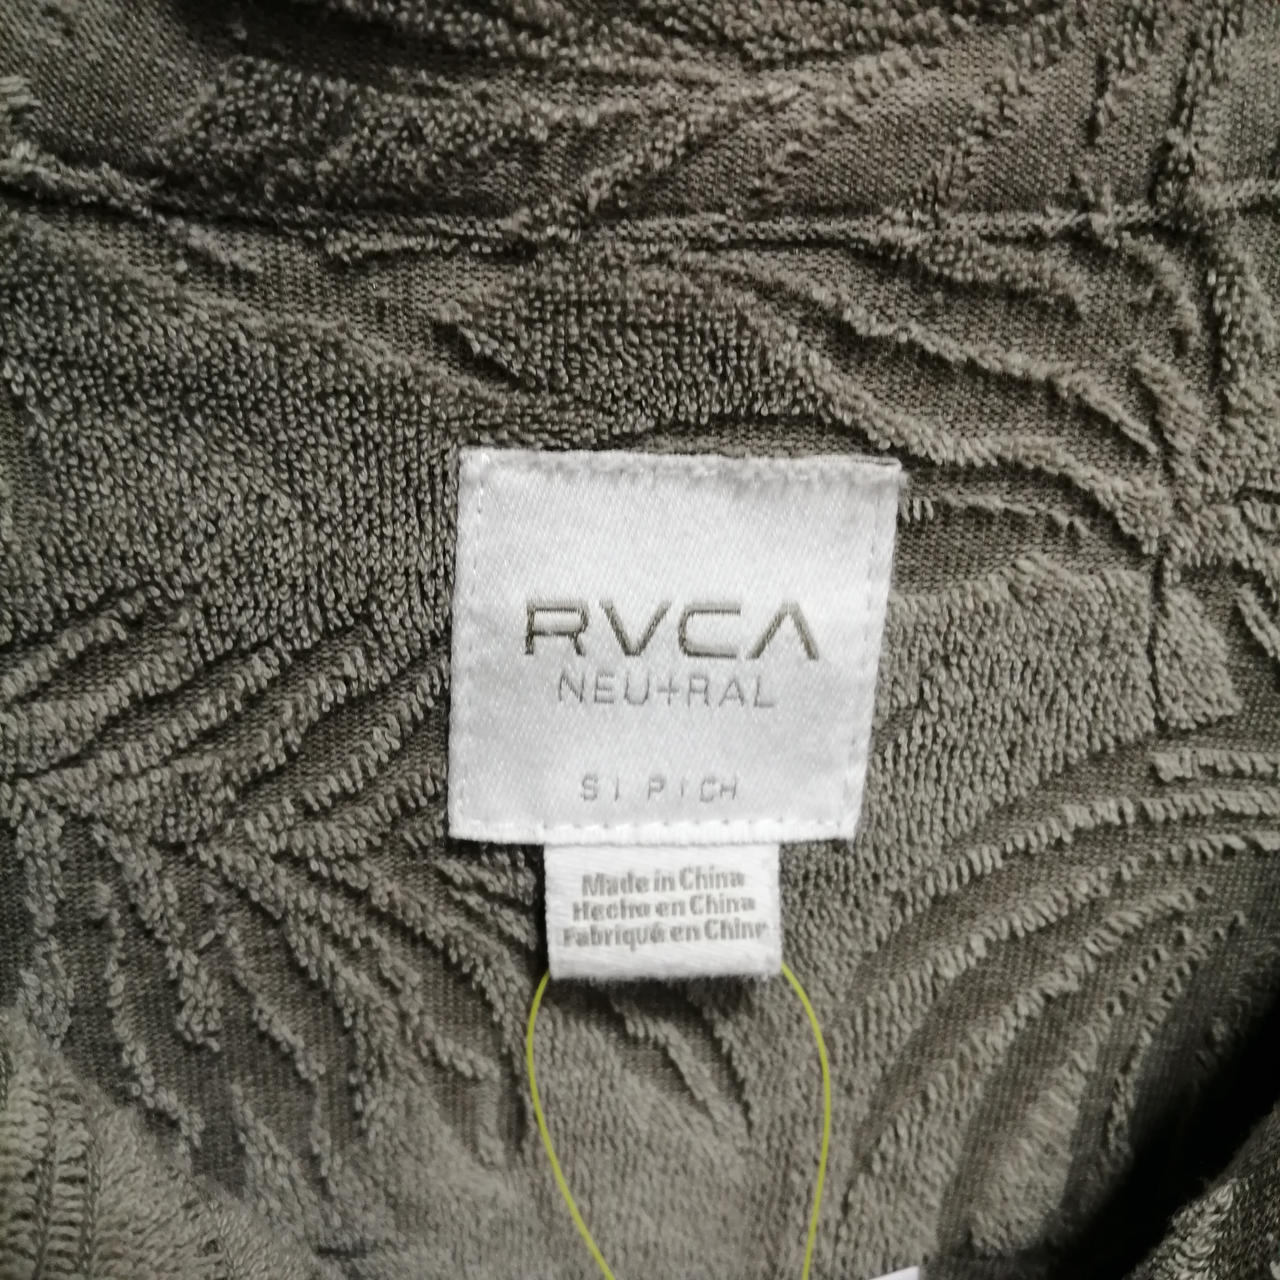 RVCA
NEU+RAL
S | P | CH
Made in China
Hecho en China
Fabriqué en Chine